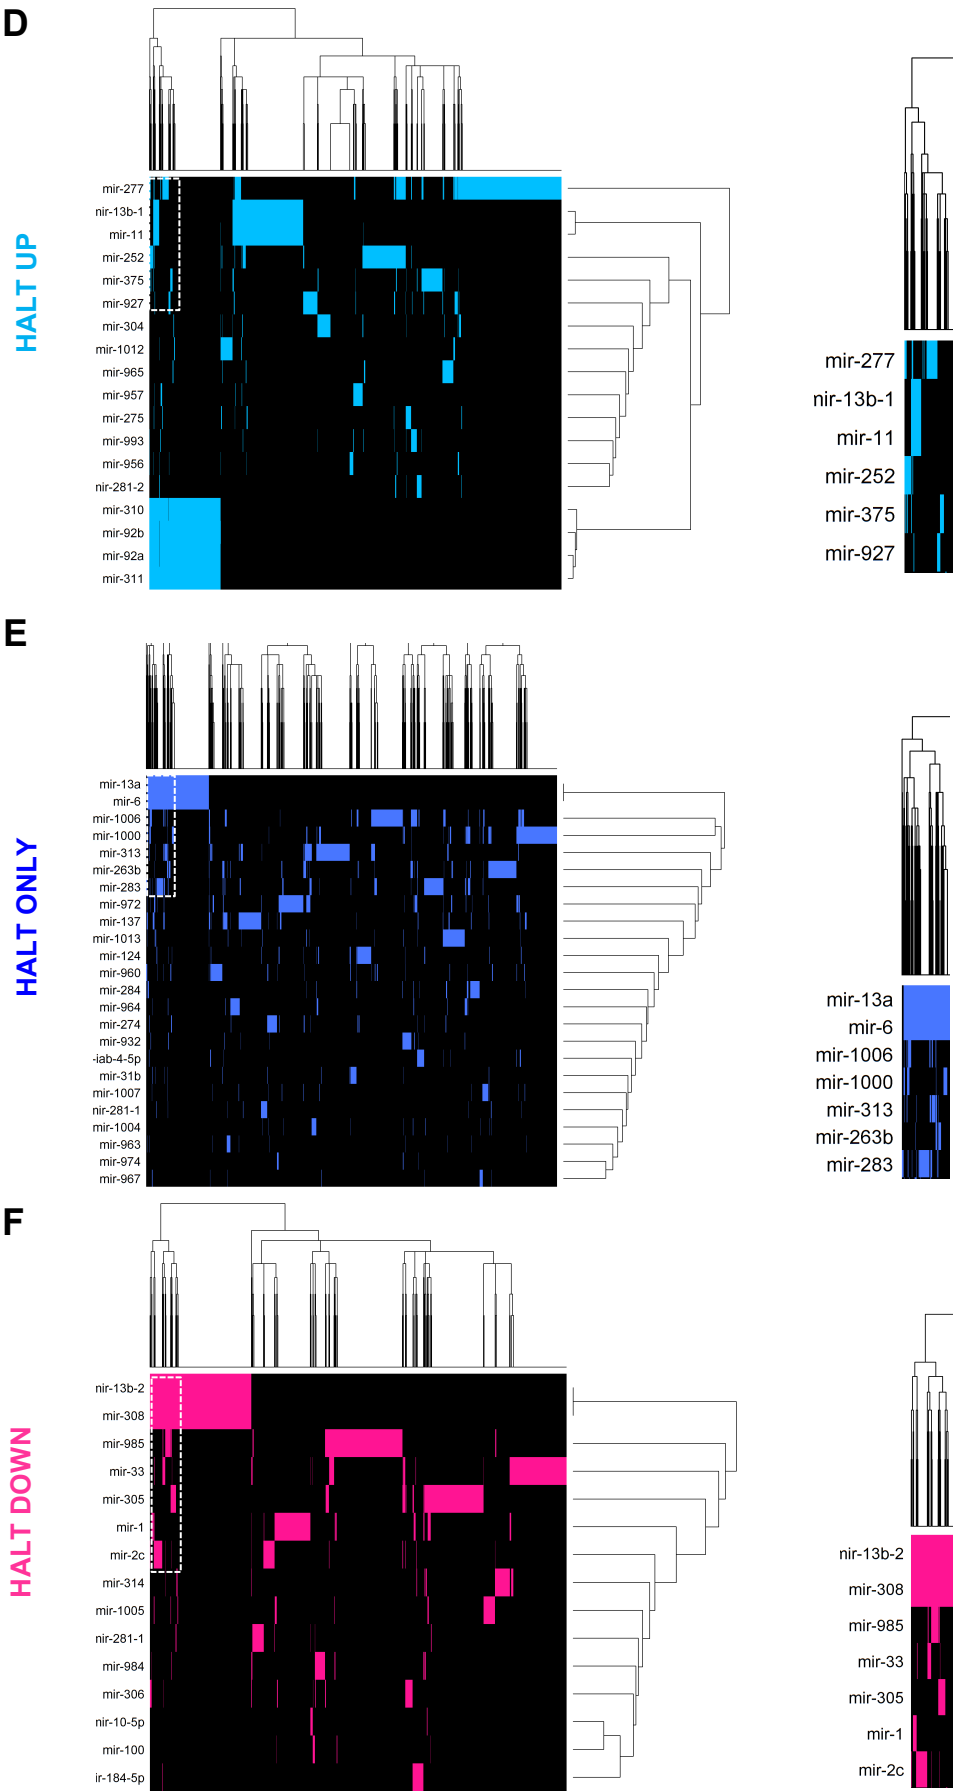 D
HALT UP
mir-277
nir-13b-1
mir-11
mir-252
mir-375
mir-927
mir-304
mir-1012
mir-965
mir-957
mir-275
mir-993
mir-956
nir-281-2
mir-310
mir-92b
mir-92a
mir-311
mir-277
nir-13b-1
mir-11
mir-252
mir-375
mir-927
E
HALT ONLY
mir-13a
mir-6
mir-1006
mir-1000
mir-313
mir-263b
mir-283
mir-972
mir-137
mir-1013
mir-124
mir-960
mir-284
mir-964
mir-274
mir-932
-iab-4-5p
mir-31b
mir-1007
nir-281-1
mir-1004
mir-963
mir-974
mir-967
mir-13a
mir-6
mir-1006
mir-1000
mir-313
mir-263b
mir-283
F
HALT DOWN
nir-13b-2
mir-308
mir-985
mir-33
mir-305
mir-1
mir-2c
mir-314
mir-1005
nir-281-1
mir-984
mir-306
nir-10-5p
mir-100
ir-184-5p
nir-13b-2
mir-308
mir-985
mir-33
mir-305
mir-1
mir-2c